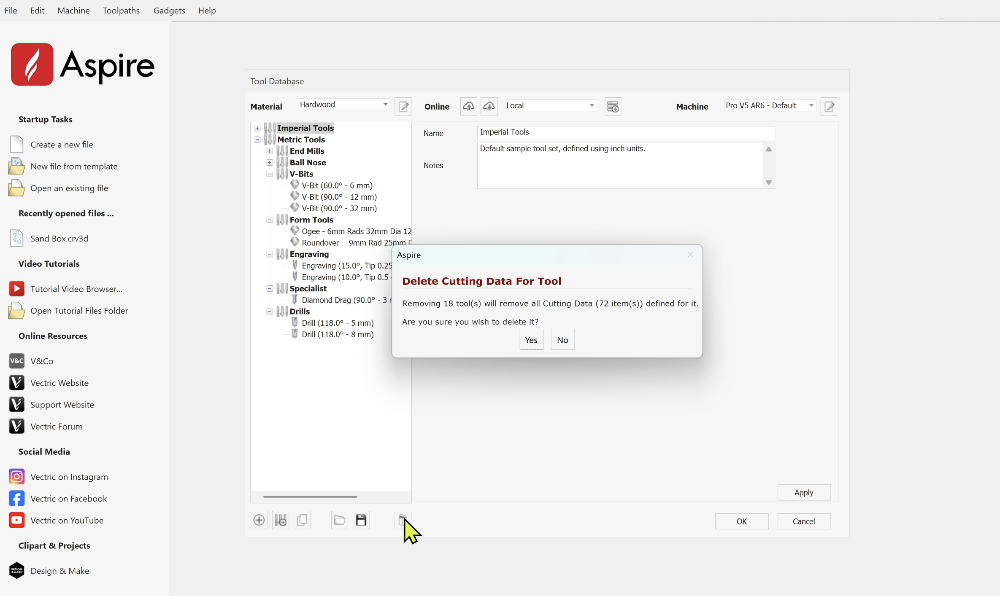 File Edit Machine Toolpaths Gadgets Help
Aspire
Startup Tasks
Create a new file
New file from template
Open an existing file
Recently opened files ...
Sand Box.crv3d
Video Tutorials
Tutorial Video Browser...
Open Tutorial Files Folder
Online Resources
V&C V&Co
Vectric Website
Support Website
Vectric Forum
Social Media
Vectric on Instagram
Vectric on Facebook
Vectric on YouTube
Clipart & Projects
DESIGN
&MAKE
Design & Make
Tool Database
Material Hardwood Online Local Machine Pro V5 AR6 - Default
Imperial Tools
Metric Tools
End Mills
Ball Nose
V-Bits
V-Bit (60.0° - 6 mm)
V-Bit (90.0° - 12 mm)
V-Bit (90.0° - 32 mm)
Form Tools
Ogee - 6mm Rads 32mm Dia 12
Roundover - 9mm Rad 25mm
Engraving
Engraving (15.0°, Tip 0.25
Engraving (10.0°, Tip 0.5 -
Specialist
Diamond Drag (90.0° - 3
Drills
Drill (118.0° - 5 mm)
Drill (118.0° - 8 mm)
Name Imperial Tools
Notes Default sample tool set, defined using inch units.
Aspire
Delete Cutting Data For Tool
Removing 18 tool(s) will remove all Cutting Data (72 item(s)) defined for it.
Are you sure you wish to delete it?
Yes No
Apply
OK Cancel